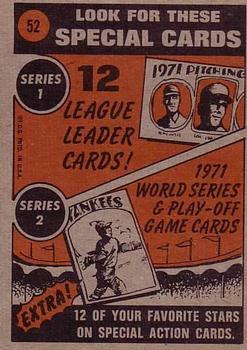 52
LOOK FOR THESE
SPECIAL CARDS
SERIES
1
12
LEAGUE
LEADER
CARDS!
1971 PITCHING
1971
WORLD SERIES
& PLAY-OFF
GAME CARDS
SERIES
2
YANKEES
EXTRA!
12 OF YOUR FAVORITE STARS
ON SPECIAL ACTION CARDS.